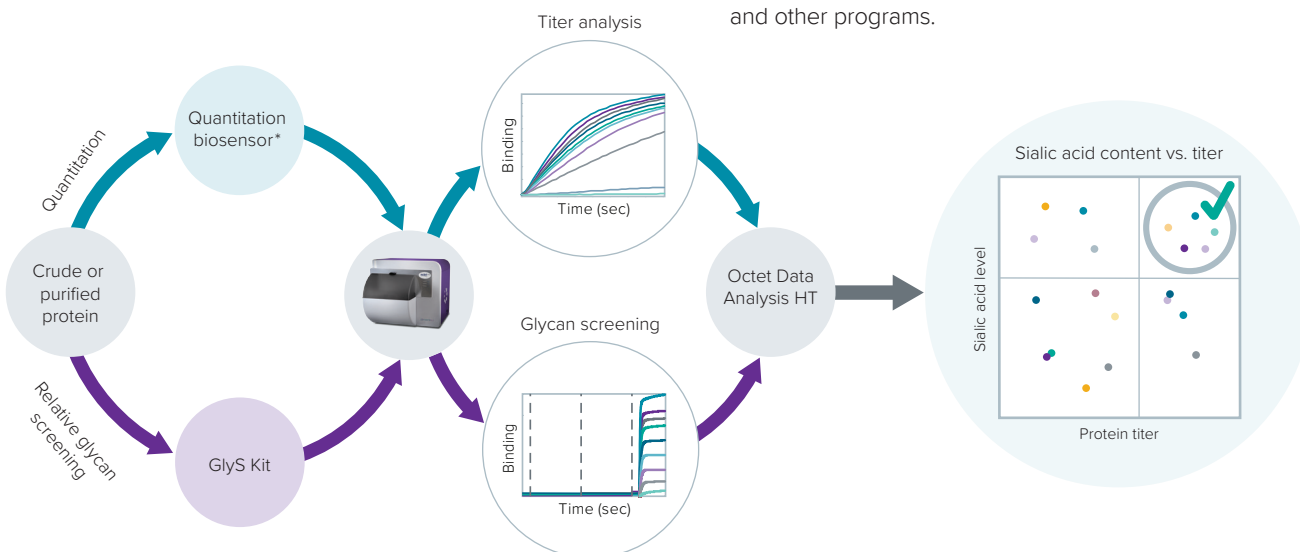 and other programs.
Titer analysis
Binding
Time (sec)
Quantitation
Quantitation
biosensor*
Crude or
purified
protein
Relative glycan
screening
GlyS Kit
Glycan screening
Binding
Time (sec)
Octet Data
Analysis HT
Sialic acid content vs. titer
Sialic acid level
Protein titer